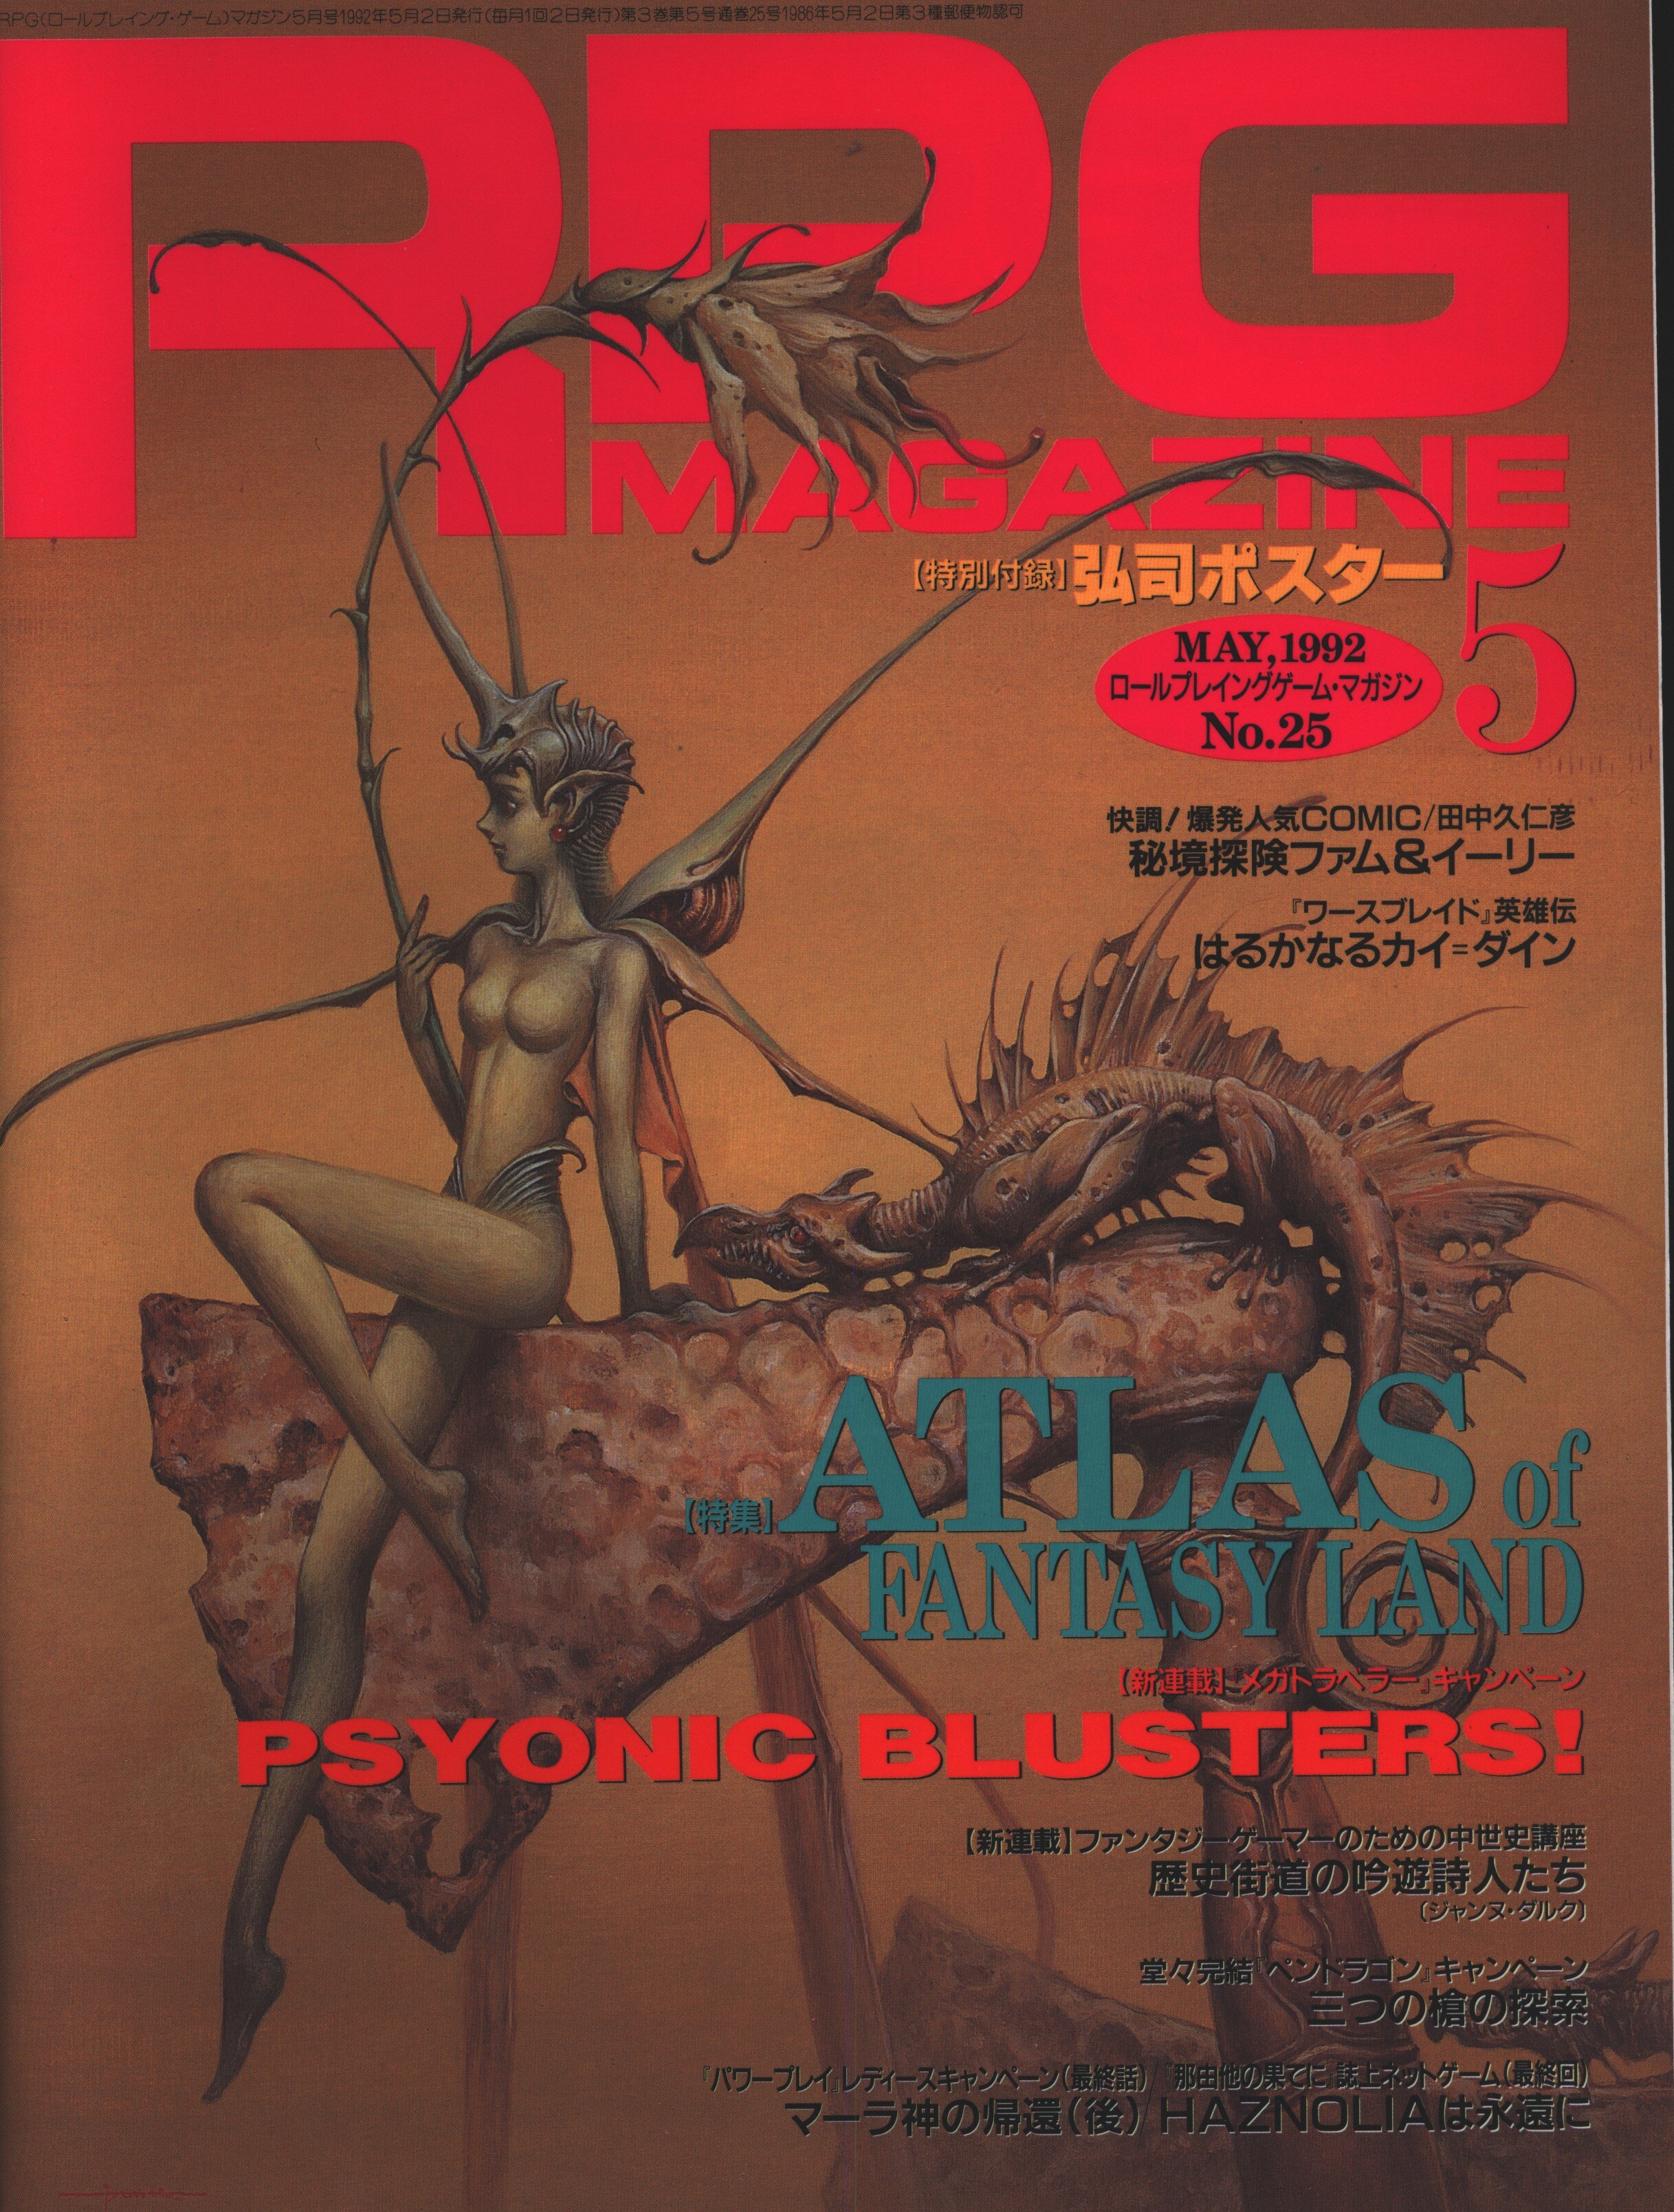 RPG(ロールプレイング・ゲーム)マガジン5月号1992年5月2日発行(毎月1回2日発行)第3巻第5号通巻25号1986年5月2日第3種郵便物認可
RPG
MAGAZINE
【特別付録】弘司ポスター
5
MAY,1992
ロールプレイングゲーム・マガジン
No.25
快調!爆発人気COMIC/田中久仁彦
秘境探険ファム&イーリー
『ワースブレイド』英雄伝
はるかなるカイ=ダイン
【特集】ATLAS of
FANTASY LAND
【新連載】『メガトラベラー』キャンペーン
PSYONIC BLUSTERS!
【新連載】ファンタジーゲーマーのための中世史講座
歴史街道の吟遊詩人たち
(ジャンヌ・ダルク)
堂々完結『ペンドラゴン』キャンペーン
三つの槍の探索
『パワープレイ』レディースキャンペーン(最終話)/『那由他の果てに』誌上ネットゲーム(最終回)
マーラ神の帰還(後)/HAZNOLIAは永遠に